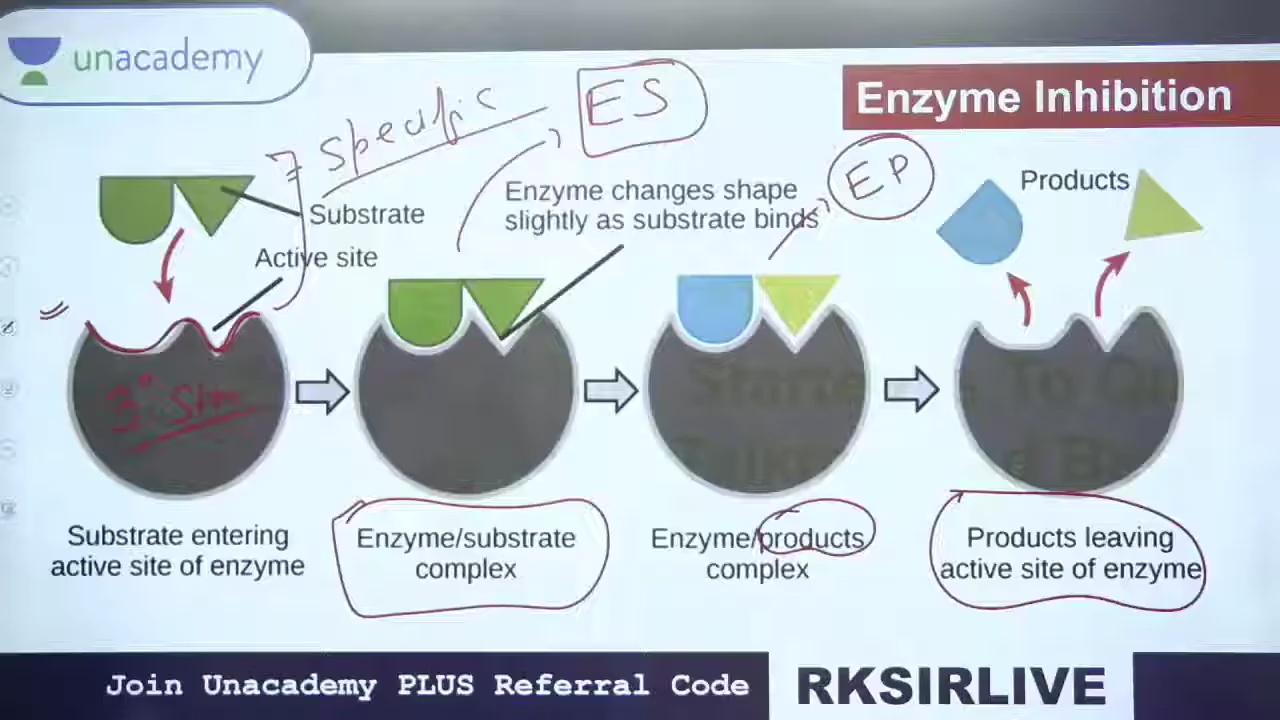 unacademy
Enzyme Inhibition
Specific
ES
EP
Substrate
Active site
Enzyme changes shape
slightly as substrate binds
Products
3° Site
Substrate entering
active site of enzyme
Enzyme/substrate
complex
Enzyme/products
complex
Products leaving
active site of enzyme
Join Unacademy PLUS Referral Code
RKSIRLIVE